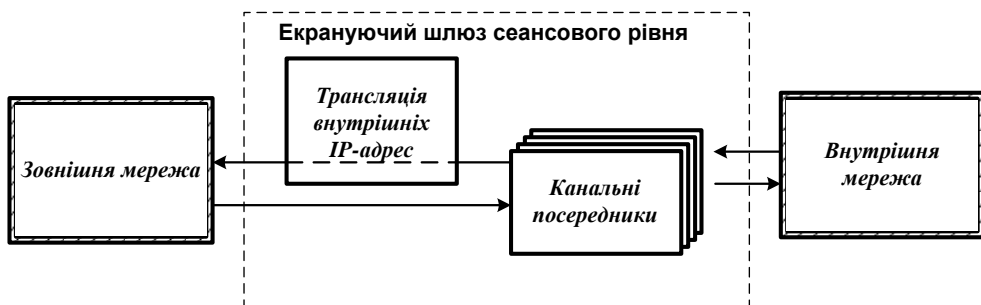 Екрануючий шлюз сеансового рівня
Трансляція
внутрішніх
IP-адрес
Зовнішня мережа
Канальні
посередники
Внутрішня
мережа